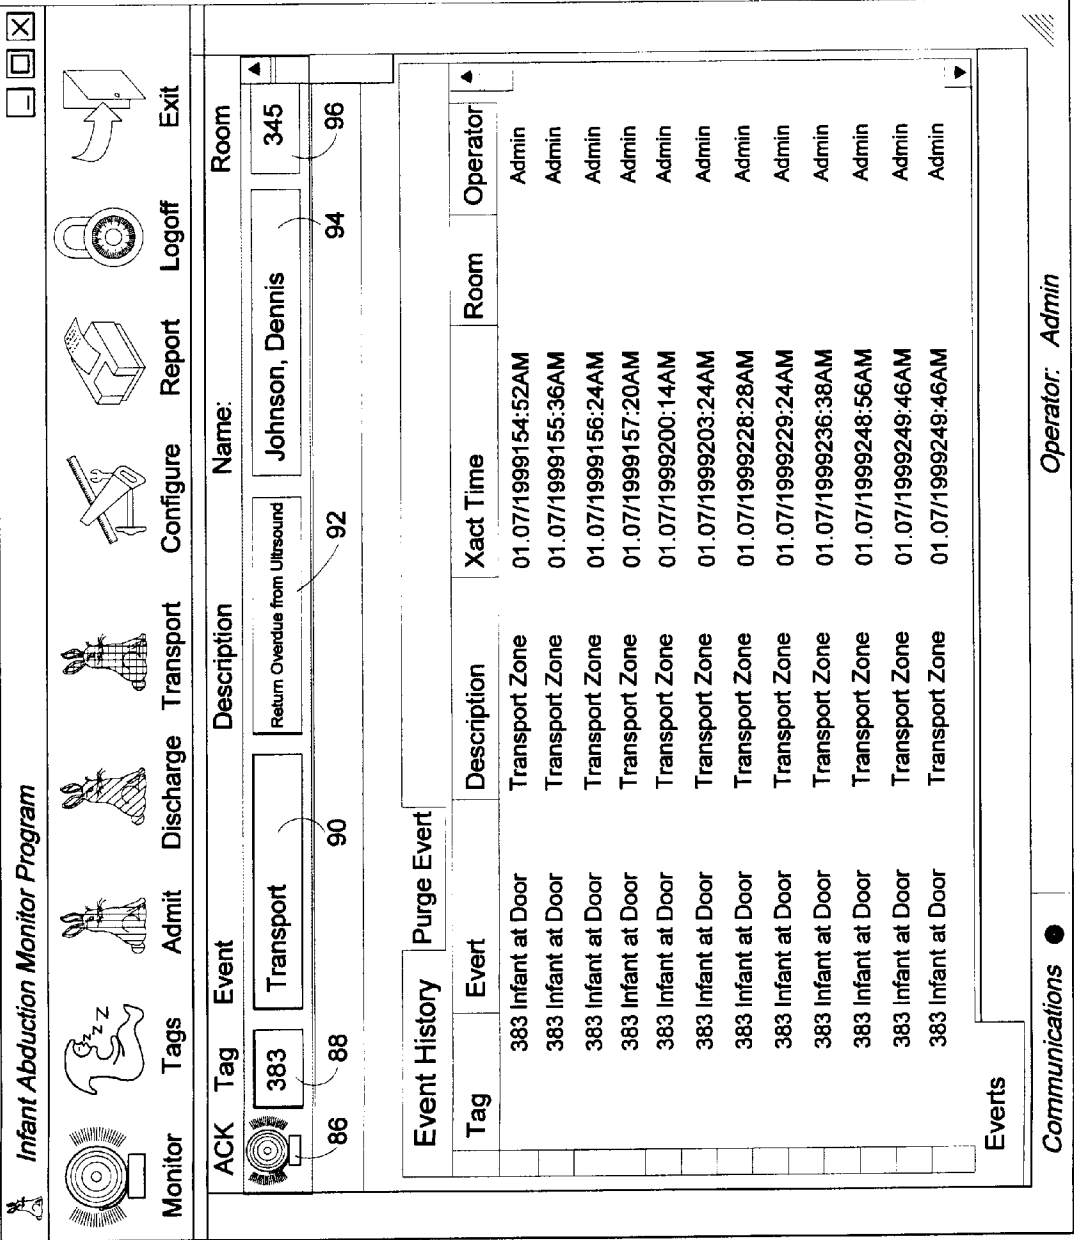 Infant Abduction Monitor Program
Monitor Tags Admit Discharge Transport Configure Report Logoff Exit
ACK Tag Event Description Name: Room
383 Transport Return Overdue from Ultrsound Johnson, Dennis 345
86 88 90 92 94 96
Event History Purge Evert
Tag Evert Description Xact Time Room Operator
383 Infant at Door Transport Zone 01.07/1999154:52AM Admin
383 Infant at Door Transport Zone 01.07/1999155:36AM Admin
383 Infant at Door Transport Zone 01.07/1999156:24AM Admin
383 Infant at Door Transport Zone 01.07/1999157:20AM Admin
383 Infant at Door Transport Zone 01.07/1999200:14AM Admin
383 Infant at Door Transport Zone 01.07/1999203:24AM Admin
383 Infant at Door Transport Zone 01.07/1999228:28AM Admin
383 Infant at Door Transport Zone 01.07/1999229:24AM Admin
383 Infant at Door Transport Zone 01.07/1999236:38AM Admin
383 Infant at Door Transport Zone 01.07/1999248:56AM Admin
383 Infant at Door Transport Zone 01.07/1999249:46AM Admin
383 Infant at Door Transport Zone 01.07/1999249:46AM Admin
Everts
Communications Operator: Admin